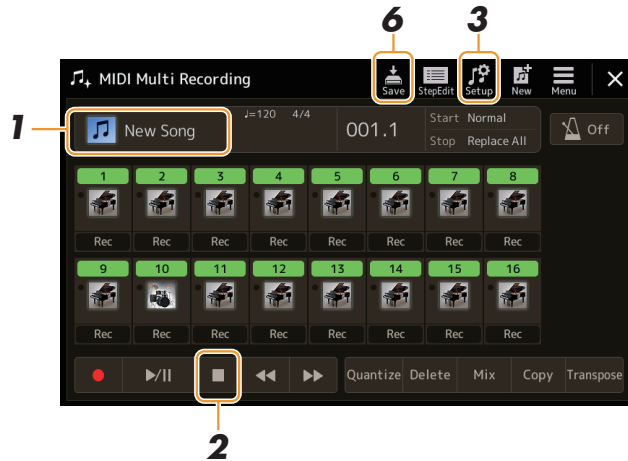 6 3
MIDI Multi Recording
Save StepEdit Setup New Menu
1
New Song
♩=120 4/4
001.1
Start Normal
Stop Replace All
Off
1 2 3 4 5 6 7 8
Rec Rec Rec Rec Rec Rec Rec Rec
9 10 11 12 13 14 15 16
Rec Rec Rec Rec Rec Rec Rec Rec
Quantize Delete Mix Copy Transpose
2